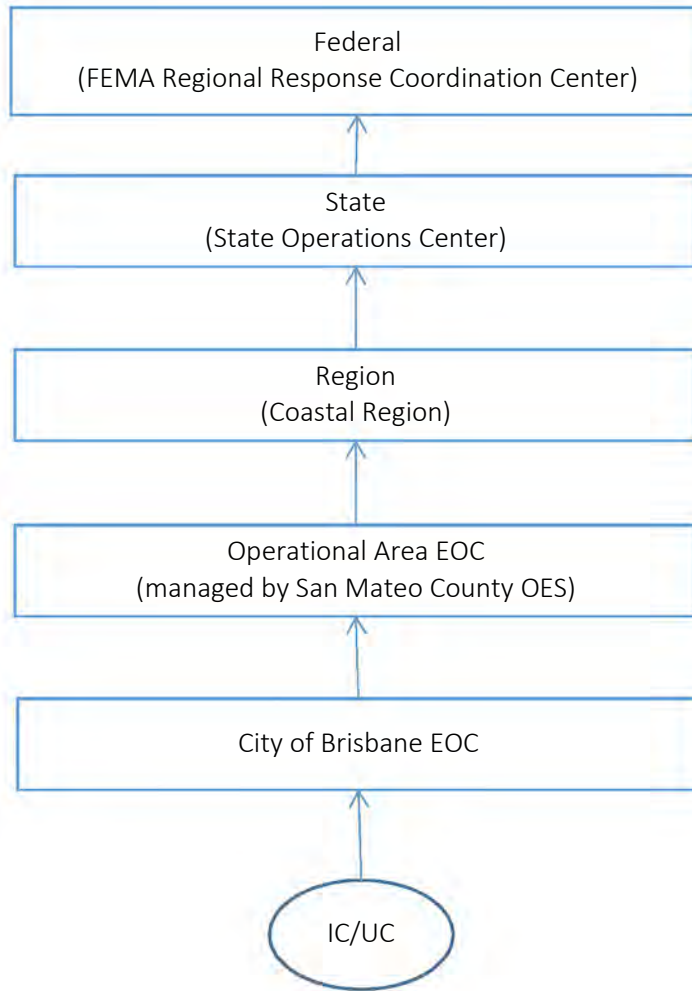 Federal
(FEMA Regional Response Coordination Center)
State
(State Operations Center)
Region
(Coastal Region)
Operational Area EOC
(managed by San Mateo County OES)
City of Brisbane EOC
IC/UC